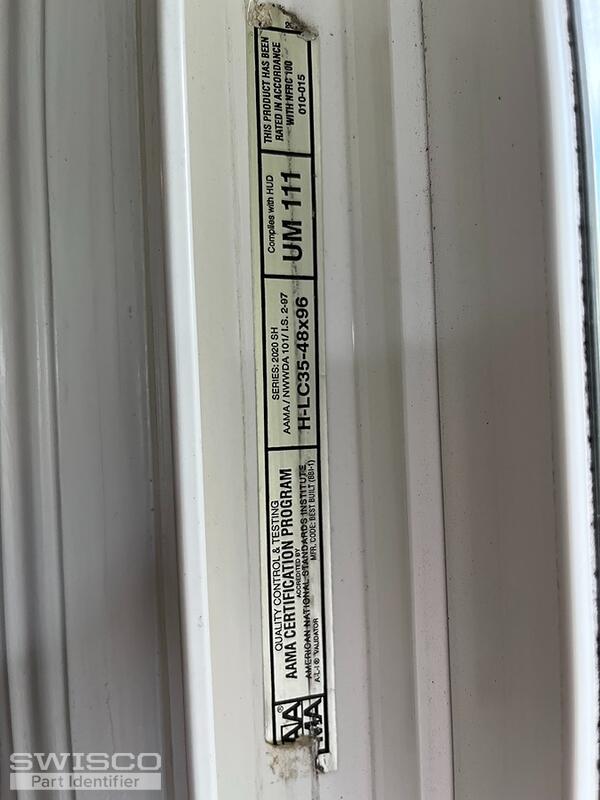 AAMA
®
QUALITY CONTROL & TESTING
AAMA CERTIFICATION PROGRAM
ACCREDITED BY
AMERICAN NATIONAL STANDARDS INSTITUTE
MFR. CODE: BEST BUILT (BBI-1)
A-L-I ® VALIDATOR
SERIES: 2020 SH
AAMA / NWWDA 101/ I.S. 2-97
H-LC35-48x96
Complies with HUD
UM 111
THIS PRODUCT HAS BEEN
RATED IN ACCORDANCE
WITH NFRC 100
010-015
SWISCO
Part Identifier